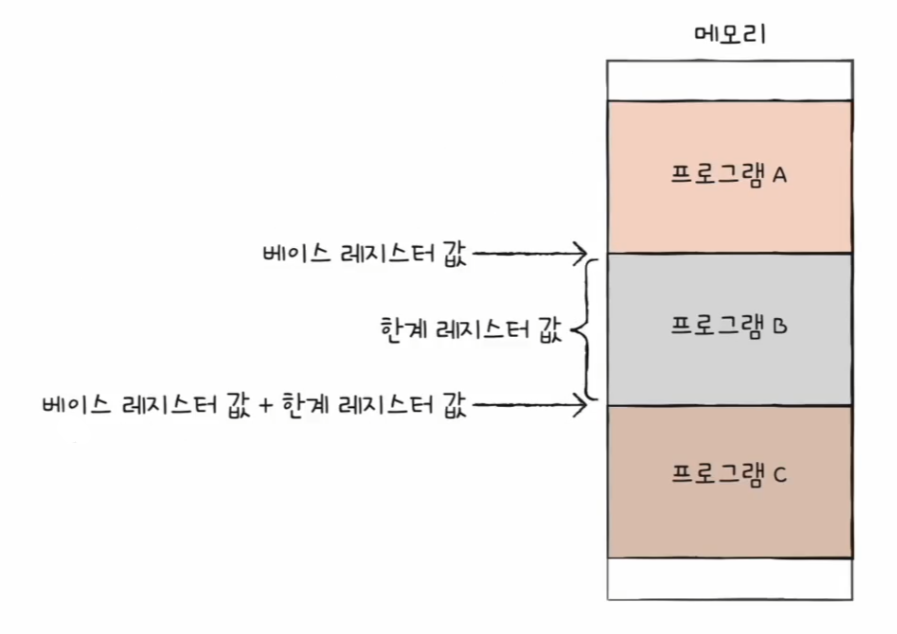 메모리
프로그램 A
베이스 레지스터 값
한계 레지스터 값
프로그램 B
베이스 레지스터 값 + 한계 레지스터 값
프로그램 C